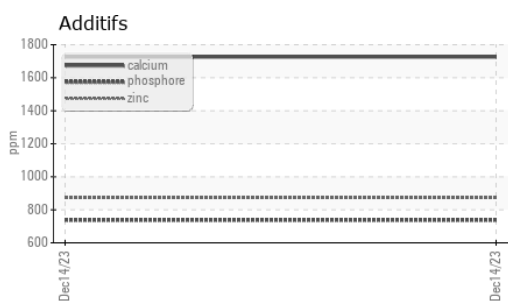 Additifs
1800
1600
1400
1200
1000
800
600
ppm
calcium
phosphore
zinc
Dec14/23
Dec14/23